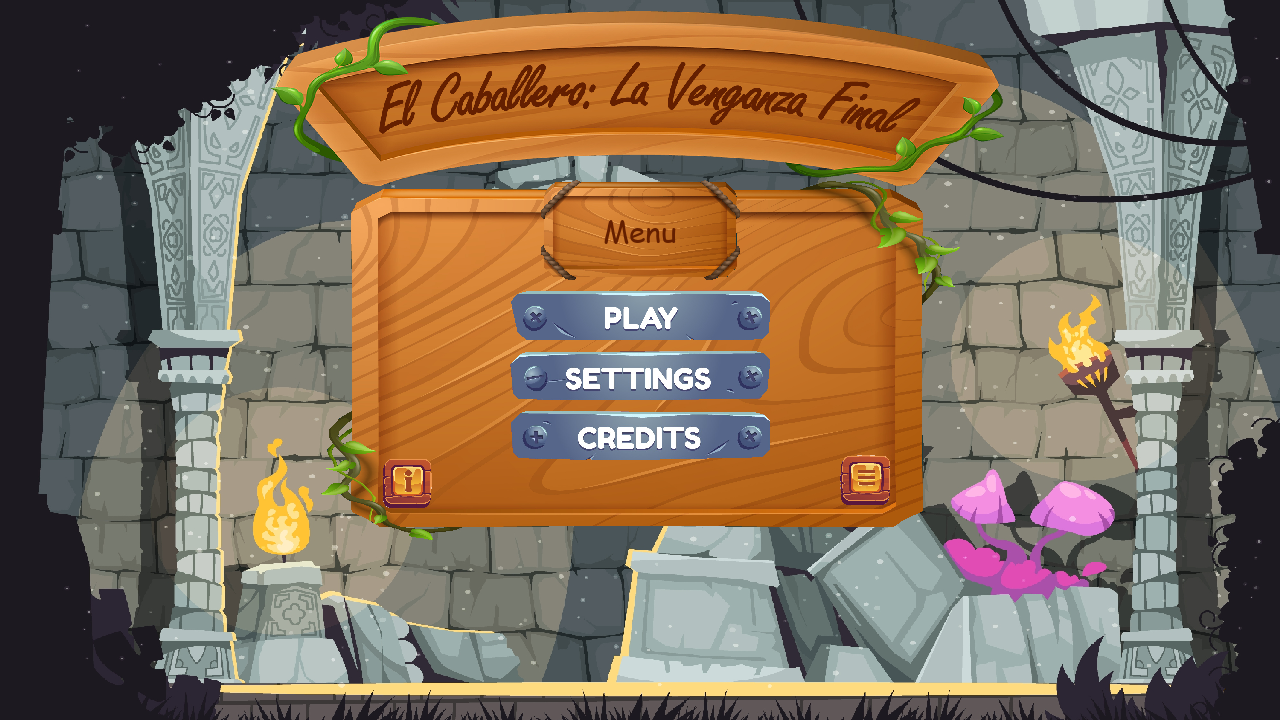 El Caballero: La Venganza Final
Menu
PLAY
SETTINGS
CREDITS
i